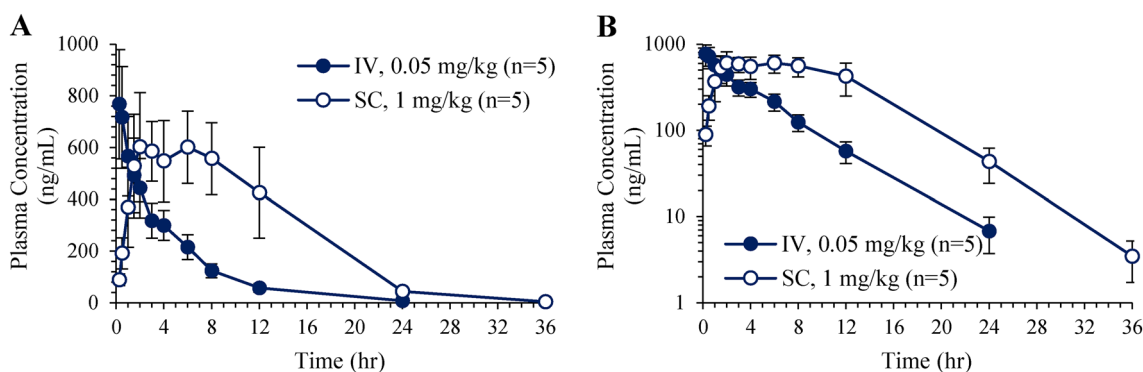 A
1000
800
600
400
200
0
Plasma Concentration
(ng/mL)
IV, 0.05 mg/kg (n=5)
SC, 1 mg/kg (n=5)
0 4 8 12 16 20 24 28 32 36
Time (hr)
B
1000
100
10
1
Plasma Concentration
(ng/mL)
IV, 0.05 mg/kg (n=5)
SC, 1 mg/kg (n=5)
0 4 8 12 16 20 24 28 32 36
Time (hr)